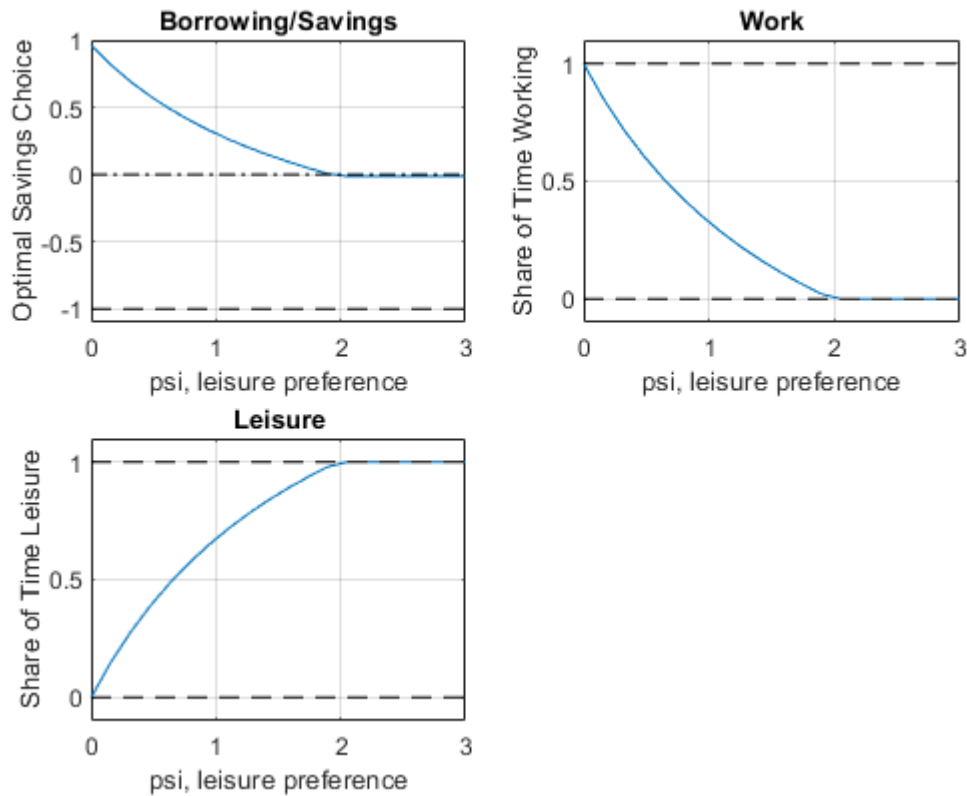 Borrowing/Savings
Optimal Savings Choice
1
0.5
0
-0.5
-1
0 1 2 3
psi, leisure preference
Work
Share of Time Working
1
0.5
0
0 1 2 3
psi, leisure preference
Leisure
Share of Time Leisure
1
0.5
0
0 1 2 3
psi, leisure preference